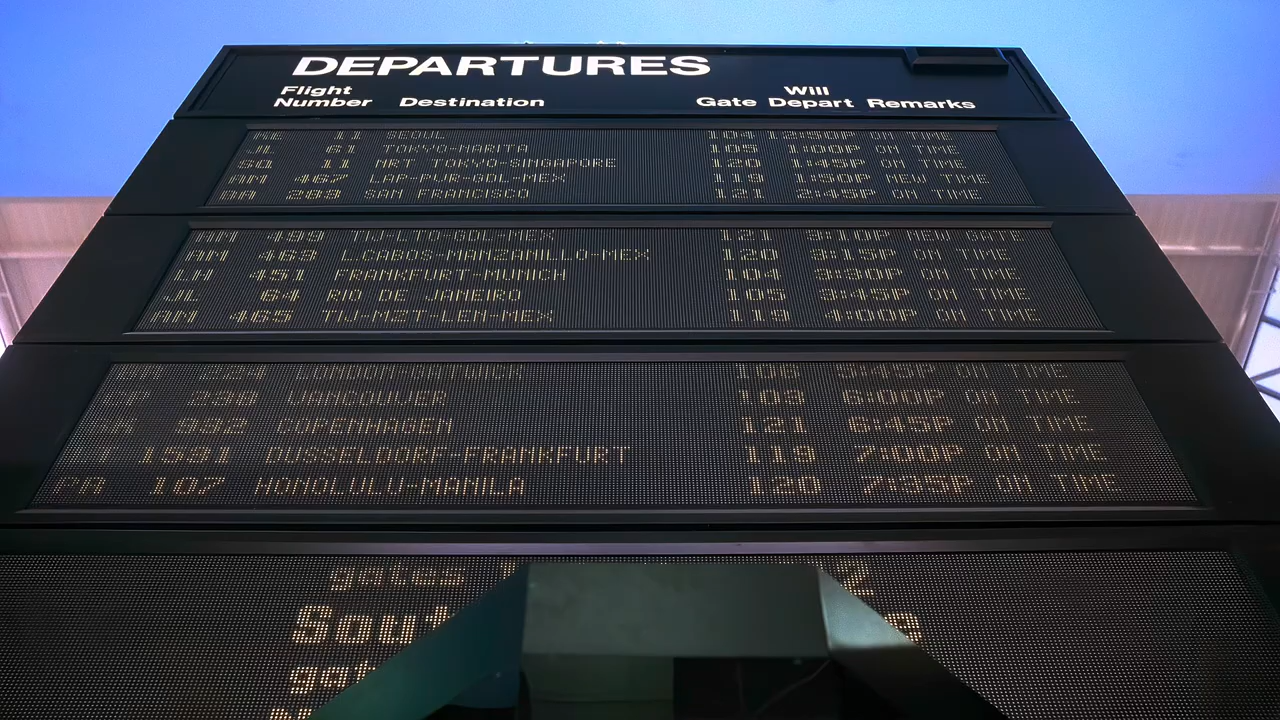 DEPARTURES
Flight Number Destination Gate Will Depart Remarks
KE 11 SEOUL 104 12:50P ON TIME
JL 61 TOKYO-NARITA 105 1:00P ON TIME
SQ 11 NRT TOKYO-SINGAPORE 120 1:45P ON TIME
AM 467 LAP-PVR-GDL-MEX 119 1:50P NEW TIME
BA SAN FRANCISCO 121 2:45P ON TIME
AM 499 GDL-MEX 121 3:10P NEW GATE
AM 463 L.CABOS-MANZANILLO-MEX 120 3:15P ON TIME
LH 451 FRANKFURT-MUNICH 104 3:30P ON TIME
JL 64 RIO DE JANEIRO 105 3:45P ON TIME
AM 465 TIJ-MZT-LEN-MEX 119 4:00P ON TIME
106 5:45P ON TIME
238 VANCOUVER 103 6:00P ON TIME
932 COPENHAGEN 121 6:45P ON TIME
1531 DUSSELDORF-FRANKFURT 119 7:00P ON TIME
PR 107 HONOLULU-MANILA 120 7:35P ON TIME
gates